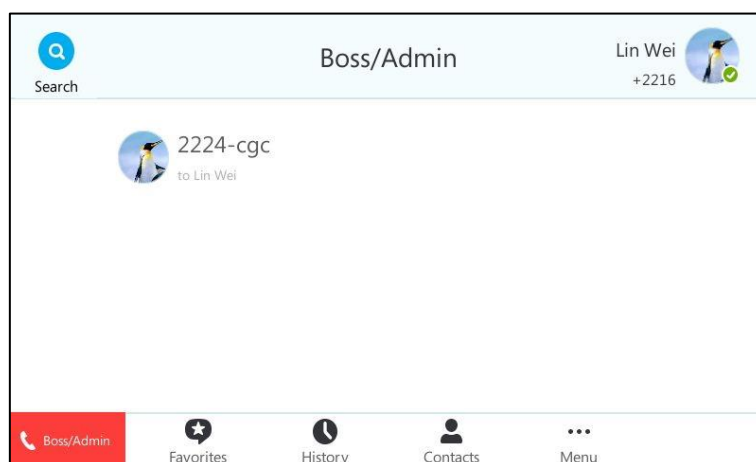 Search
Boss/Admin
Lin Wei
+2216
2224-cgc
to Lin Wei
Boss/Admin
Favorites
History
Contacts
Menu